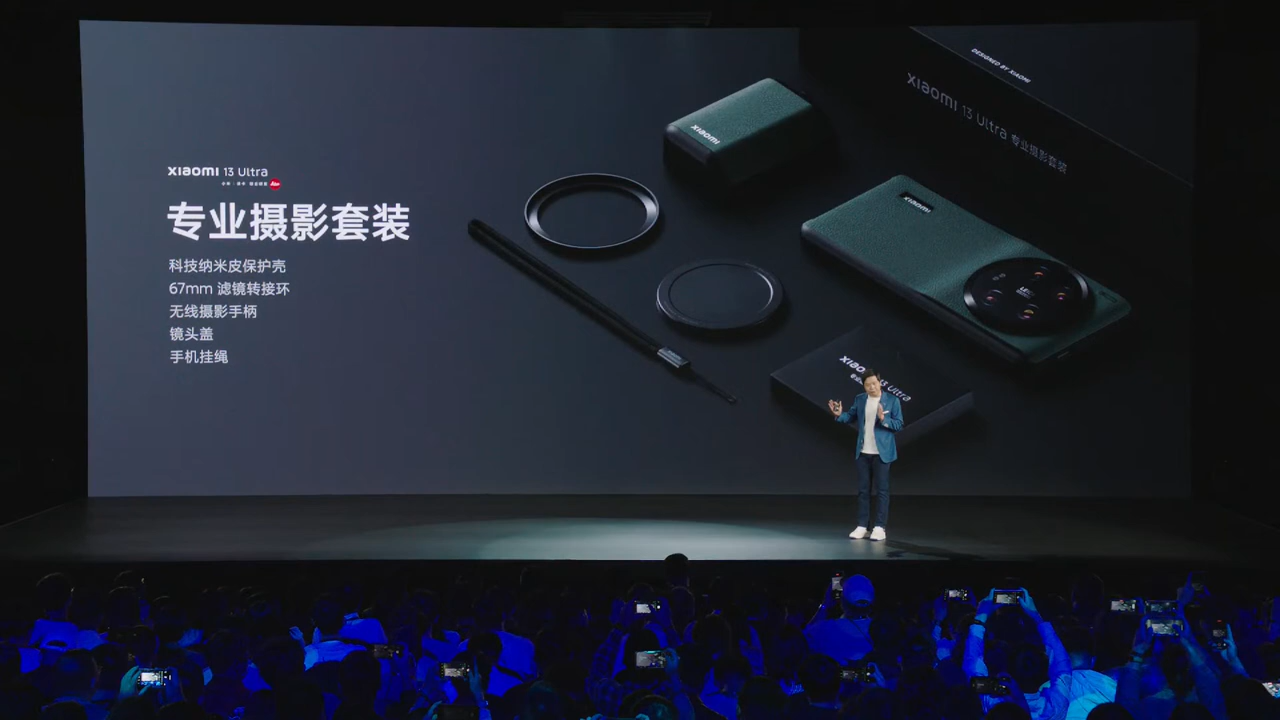 xiaomi 13 Ultra
专业摄影套装
科技纳米皮保护壳
67mm 滤镜转接环
无线摄影手柄
镜头盖
手机挂绳
xiaomi
DESIGNED BY XIAOMI
xiaomi 13 Ultra 专业摄影套装
xiaomi